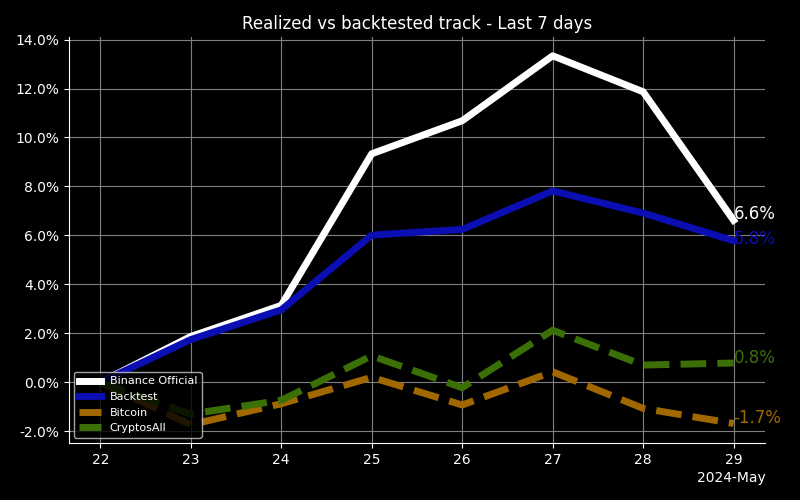 Realized vs backtested track - Last 7 days
14.0%
12.0%
10.0%
8.0%
6.0%
4.0%
2.0%
0.0%
-2.0%
6.6%
5.8%
0.8%
-1.7%
Binance Official
Backtest
Bitcoin
CryptosAll
22 23 24 25 26 27 28 29
2024-May